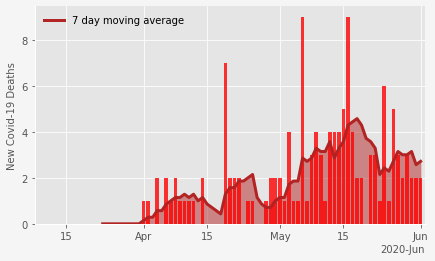 7 day moving average
New Covid-19 Deaths
8
6
4
2
0
15
Apr
15
May
15
Jun
2020-Jun